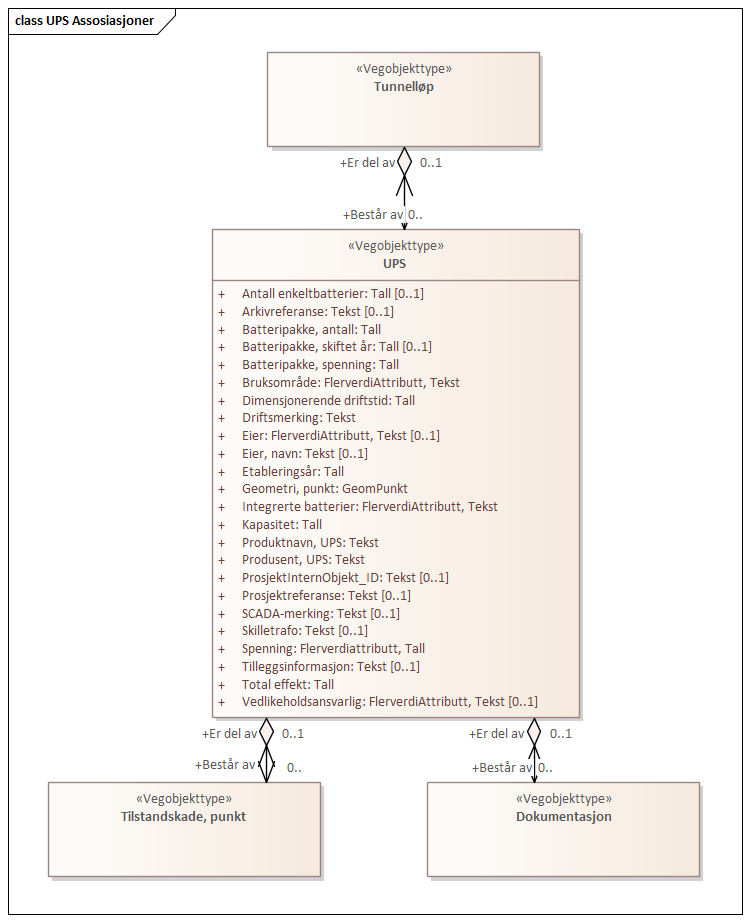 class UPS Assosiasjoner
«Vegobjekttype»
Tunnelløp
+Er del av 0..1
+Består av 0..
«Vegobjekttype»
UPS
+ Antall enkeltbatterier: Tall [0..1]
+ Arkivreferanse: Tekst [0..1]
+ Batteripakke, antall: Tall
+ Batteripakke, skiftet år: Tall [0..1]
+ Batteripakke, spenning: Tall
+ Bruksområde: FlerverdiAttributt, Tekst
+ Dimensjonerende driftstid: Tall
+ Driftsmerking: Tekst
+ Eier: FlerverdiAttributt, Tekst [0..1]
+ Eier, navn: Tekst [0..1]
+ Etableringsår: Tall
+ Geometri, punkt: GeomPunkt
+ Integrerte batterier: FlerverdiAttributt, Tekst
+ Kapasitet: Tall
+ Produktnavn, UPS: Tekst
+ Produsent, UPS: Tekst
+ ProsjektInternObjekt_ID: Tekst [0..1]
+ Prosjektreferanse: Tekst [0..1]
+ SCADA-merking: Tekst [0..1]
+ Skilletrafo: Tekst [0..1]
+ Spenning: Flerverdiattributt, Tall
+ Tilleggsinformasjon: Tekst [0..1]
+ Total effekt: Tall
+ Vedlikeholdsansvarlig: FlerverdiAttributt, Tekst [0..1]
+Er del av 0..1
+Består av 0..
«Vegobjekttype»
Tilstandskade, punkt
+Er del av 0..1
+Består av 0..
«Vegobjekttype»
Dokumentasjon